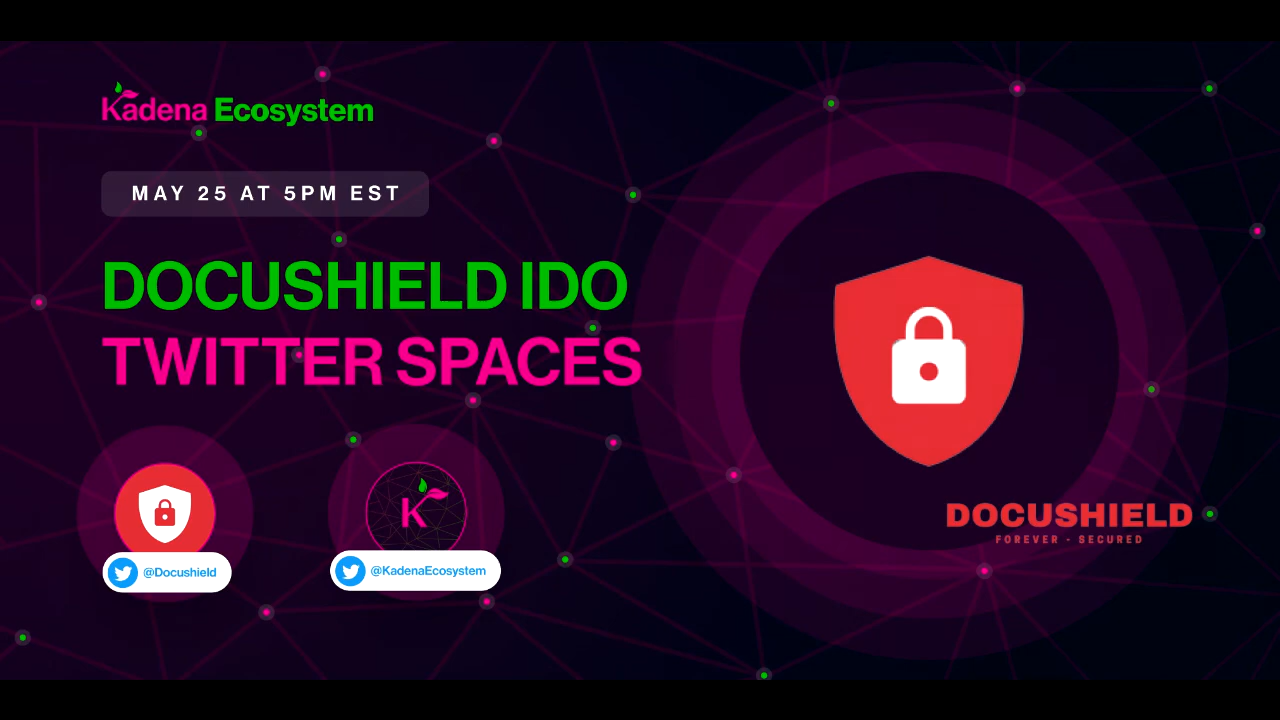 Kadena Ecosystem
MAY 25 AT 5PM EST
DOCUSHIELD IDO
TWITTER SPACES
K
@Docushield
@KadenaEcosystem
DOCUSHIELD
FOREVER - SECURED